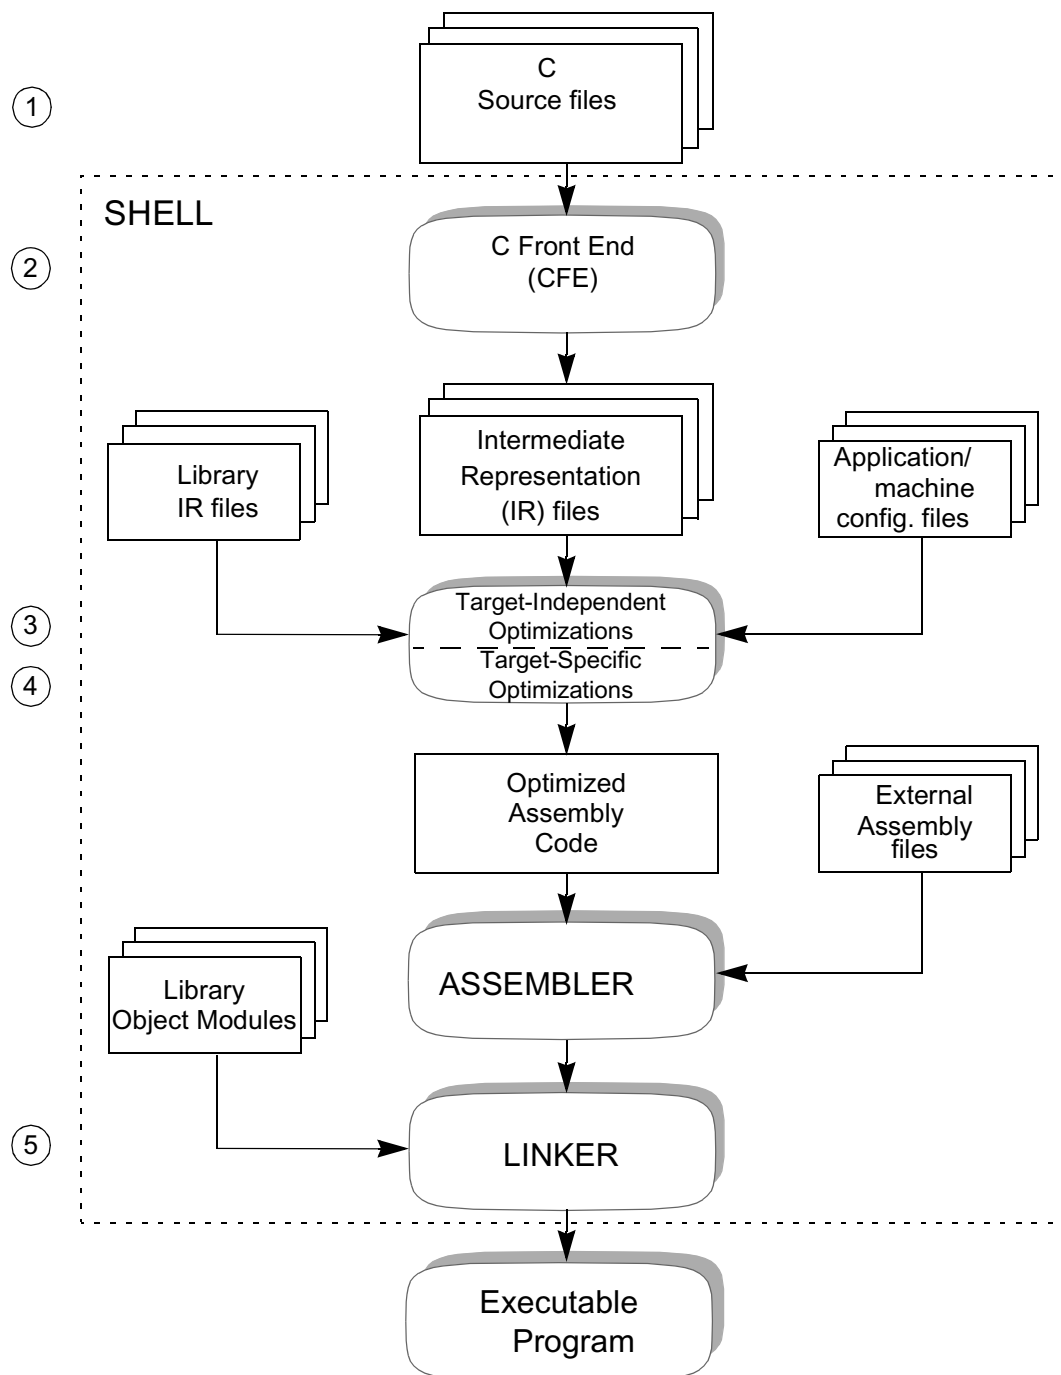 C
Source files
1
SHELL
C Front End
(CFE)
2
Library
IR files
Intermediate
Representation
(IR) files
Application/
machine
config. files
Target-Independent
Optimizations
3
Target-Specific
Optimizations
4
Optimized
Assembly
Code
External
Assembly
files
ASSEMBLER
Library
Object Modules
LINKER
5
Executable
Program